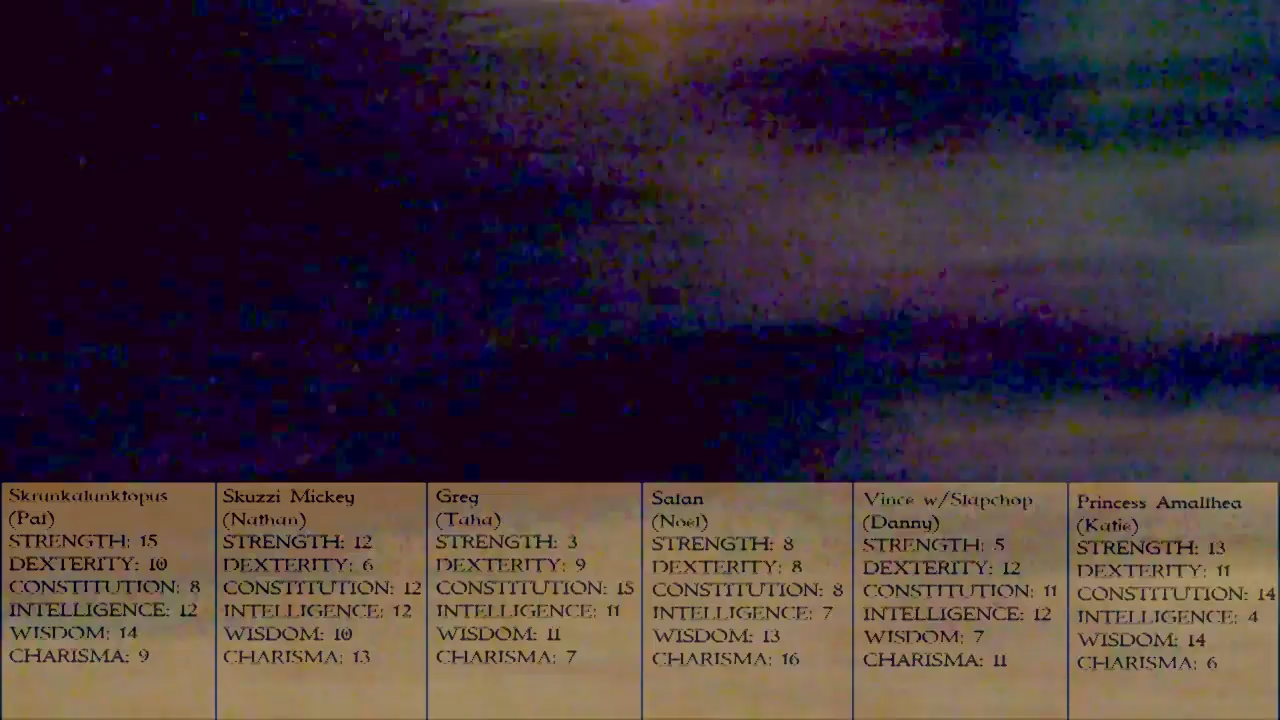 Skrunkalunktopus
(Pat)
STRENGTH: 15
DEXTERITY: 10
CONSTITUTION: 8
INTELLIGENCE: 12
WISDOM: 14
CHARISMA: 9
Skuzzi Mickey
(Nathan)
STRENGTH: 12
DEXTERITY: 6
CONSTITUTION: 12
INTELLIGENCE: 12
WISDOM: 10
CHARISMA: 13
Greg
(Taha)
STRENGTH: 3
DEXTERITY: 9
CONSTITUTION: 15
INTELLIGENCE: 11
WISDOM: 11
CHARISMA: 7
Satan
(Noel)
STRENGTH: 8
DEXTERITY: 8
CONSTITUTION: 8
INTELLIGENCE: 7
WISDOM: 13
CHARISMA: 16
Vince w/Slapchop
(Danny)
STRENGTH: 5
DEXTERITY: 12
CONSTITUTION: 11
INTELLIGENCE: 12
WISDOM: 7
CHARISMA: 11
Princess Amalthea
(Katie)
STRENGTH: 13
DEXTERITY: 11
CONSTITUTION: 14
INTELLIGENCE: 4
WISDOM: 14
CHARISMA: 6